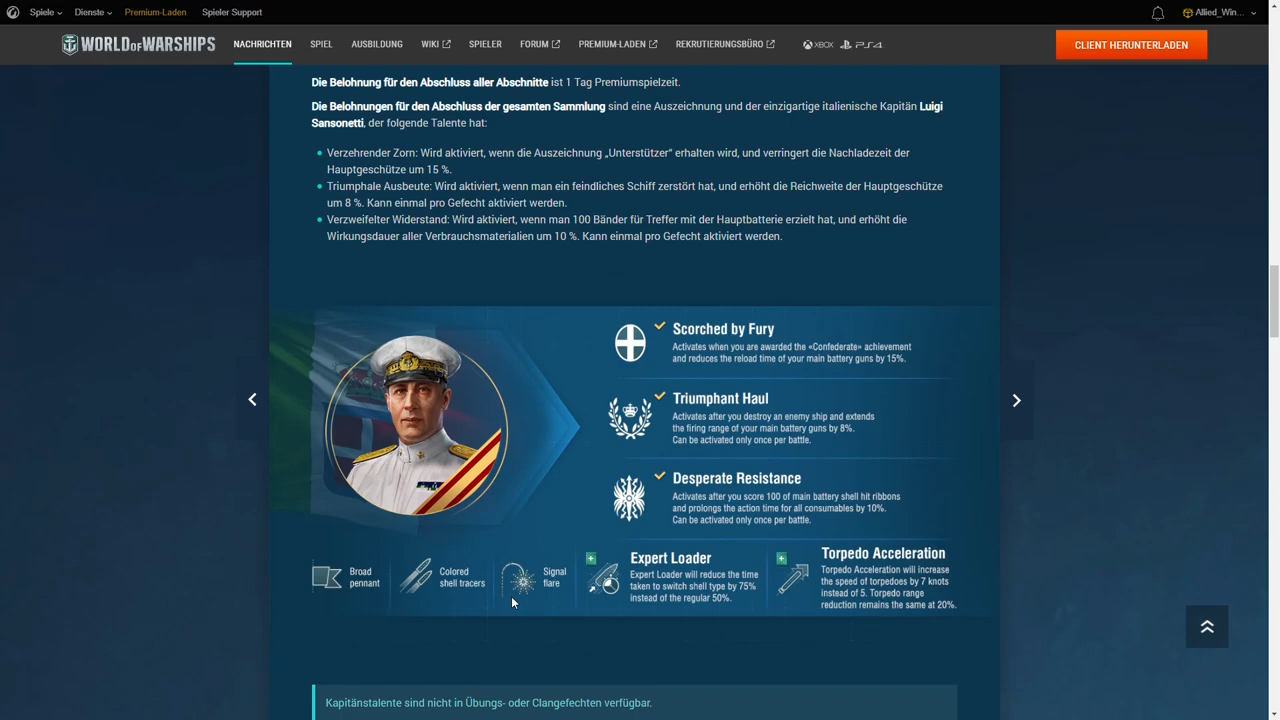 Spiele
Dienste
Premium-Laden
Spieler Support
Allied_Win...
WORLD OF WARSHIPS
NACHRICHTEN
SPIEL
AUSBILDUNG
WIKI
SPIELER
FORUM
PREMIUM-LADEN
REKRUTIERUNGSBÜRO
XBOX
PS4
CLIENT HERUNTERLADEN
Die Belohnung für den Abschluss aller Abschnitte ist 1 Tag Premiumspielzeit.
Die Belohnungen für den Abschluss der gesamten Sammlung sind eine Auszeichnung und der einzigartige italienische Kapitän Luigi
Sansonetti, der folgende Talente hat:
Verzehrender Zorn: Wird aktiviert, wenn die Auszeichnung „Unterstützer“ erhalten wird, und verringert die Nachladezeit der
Hauptgeschütze um 15 %.
Triumphale Ausbeute: Wird aktiviert, wenn man ein feindliches Schiff zerstört hat, und erhöht die Reichweite der Hauptgeschütze
um 8 %. Kann einmal pro Gefecht aktiviert werden.
Verzweifelter Widerstand: Wird aktiviert, wenn man 100 Bänder für Treffer mit der Hauptbatterie erzielt hat, und erhöht die
Wirkungsdauer aller Verbrauchsmaterialien um 10 %. Kann einmal pro Gefecht aktiviert werden.
Scorched by Fury
Activates when you are awarded the «Confederate» achievement
and reduces the reload time of your main battery guns by 15%.
Triumphant Haul
Activates after you destroy an enemy ship and extends
the firing range of your main battery guns by 8%.
Can be activated only once per battle.
Desperate Resistance
Activates after you score 100 of main battery shell hit ribbons
and prolongs the action time for all consumables by 10%.
Can be activated only once per battle.
Broad
pennant
Colored
shell tracers
Signal
flare
Expert Loader
Expert Loader will reduce the time
taken to switch shell type by 75%
instead of the regular 50%.
Torpedo Acceleration
Torpedo Acceleration will increase
the speed of torpedoes by 7 knots
instead of 5. Torpedo range
reduction remains the same at 20%.
Kapitänstalente sind nicht in Übungs- oder Clangefechten verfügbar.